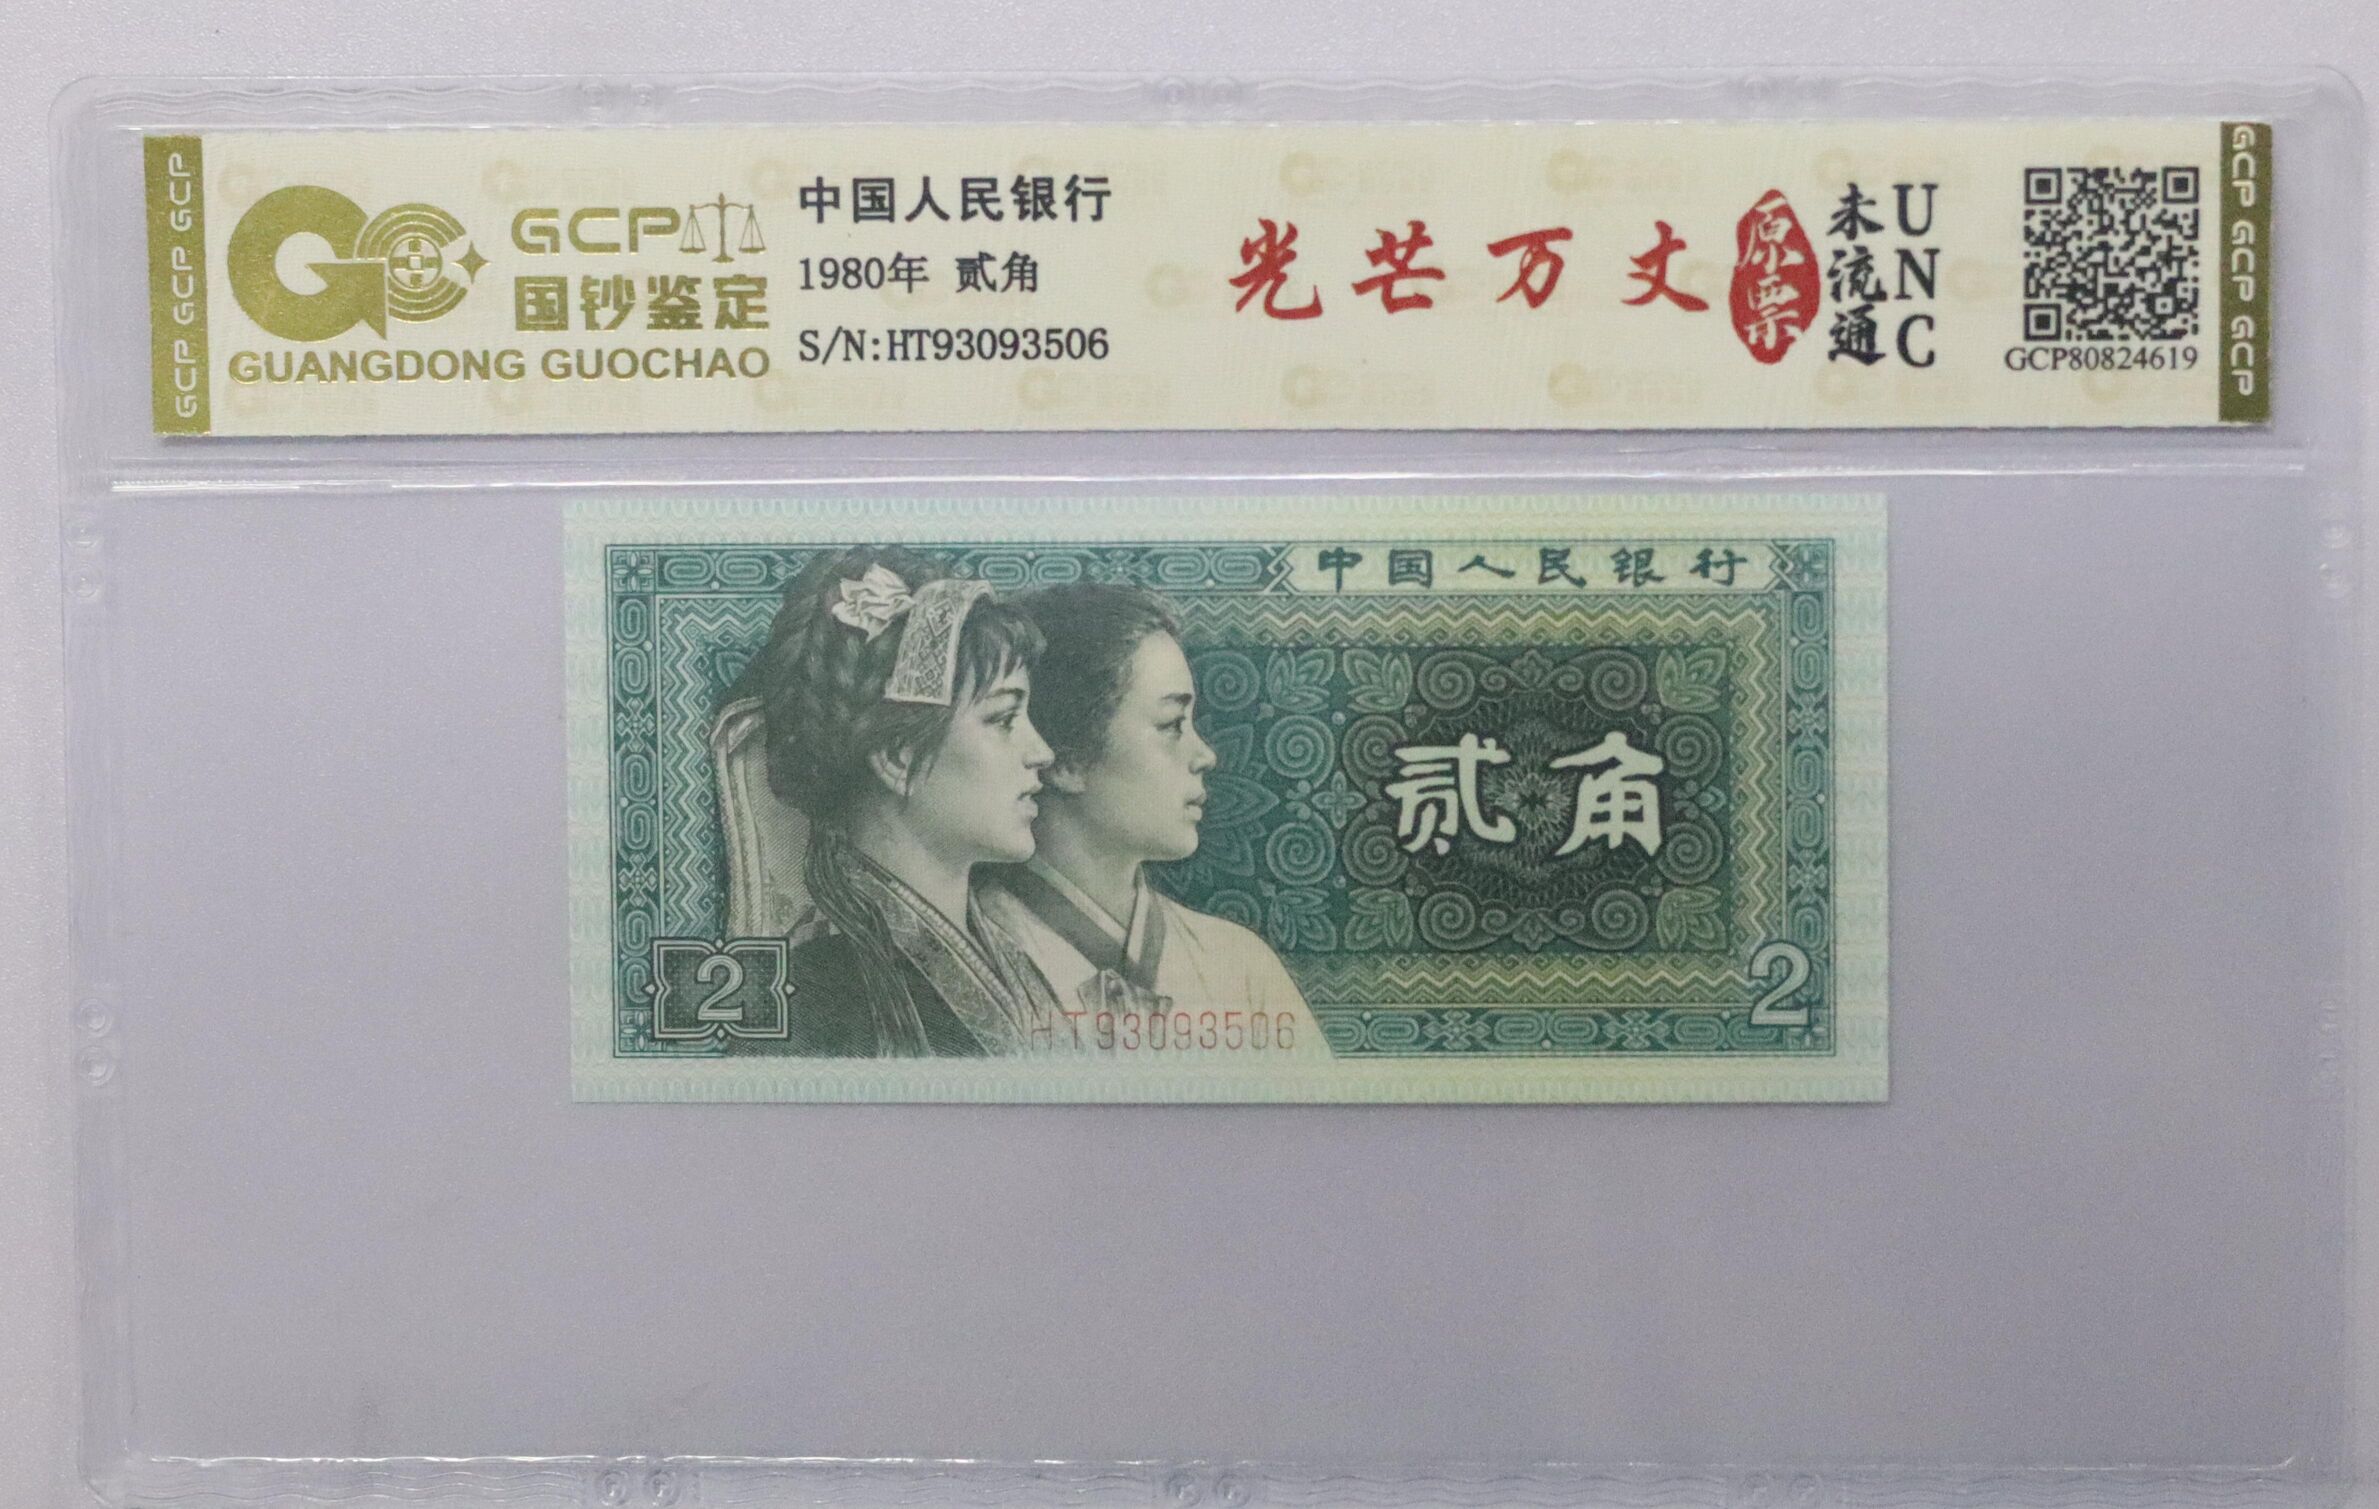 GCP GCP GCP
GCP
国钞鉴定
GUANGDONG GUOCHAO
中国人民银行
1980年 贰角
S/N:HT93093506
光芒万丈
原票
未流通
UNC
GCP80824619
GCP GCP GCP
中国人民银行
贰角
2
2
HT93093506